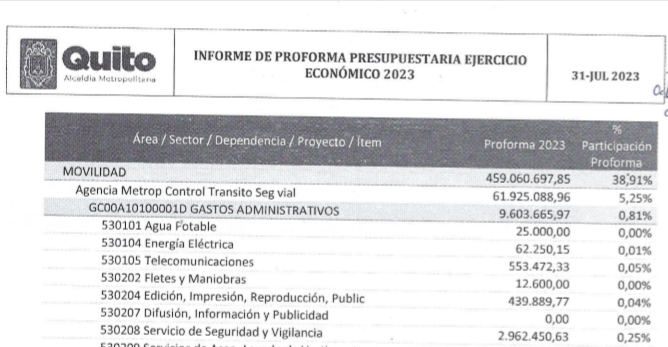 Quito
Alcaldía Metropolitana
INFORME DE PROFORMA PRESUPUESTARIA EJERCICIO
ECONÓMICO 2023
31-JUL 2023
Área / Sector / Dependencia / Proyecto / Ítem Proforma 2023 % Participación Proforma
MOVILIDAD 459.060.697,85 38,91%
Agencia Metrop Control Transito Seg vial 61.925.088,96 5,25%
GC00A10100001D GASTOS ADMINISTRATIVOS 9.603.665,97 0,81%
530101 Agua Potable 25.000,00 0,00%
530104 Energía Eléctrica 62.250,15 0,01%
530105 Telecomunicaciones 553.472,33 0,05%
530202 Fletes y Maniobras 12.600,00 0,00%
530204 Edición, Impresión, Reproducción, Public 439.889,77 0,04%
530207 Difusión, Información y Publicidad 0,00 0,00%
530208 Servicio de Seguridad y Vigilancia 2.962.450,63 0,25%